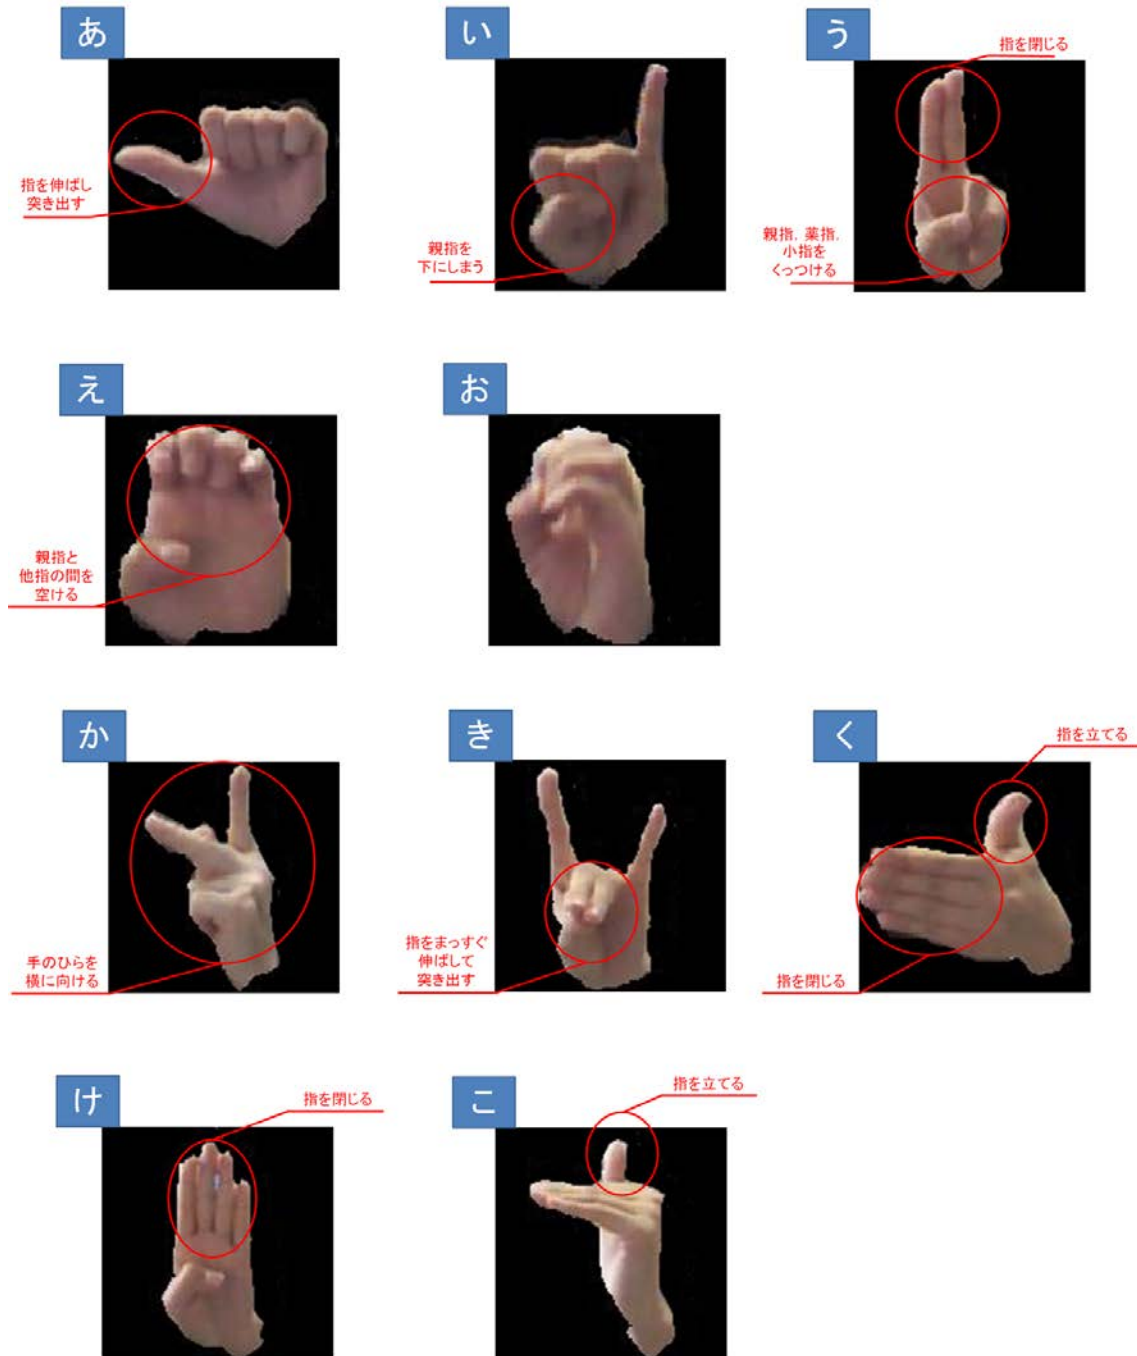 あ
い
う
指を閉じる
指を伸ばし
突き出す
親指を
下にしまう
親指，薬指，
小指を
くっつける
え
お
親指と
他指の間を
空ける
か
き
く
指を立てる
手のひらを
横に向ける
指をまっすぐ
伸ばして
突き出す
指を閉じる
け
指を閉じる
こ
指を立てる